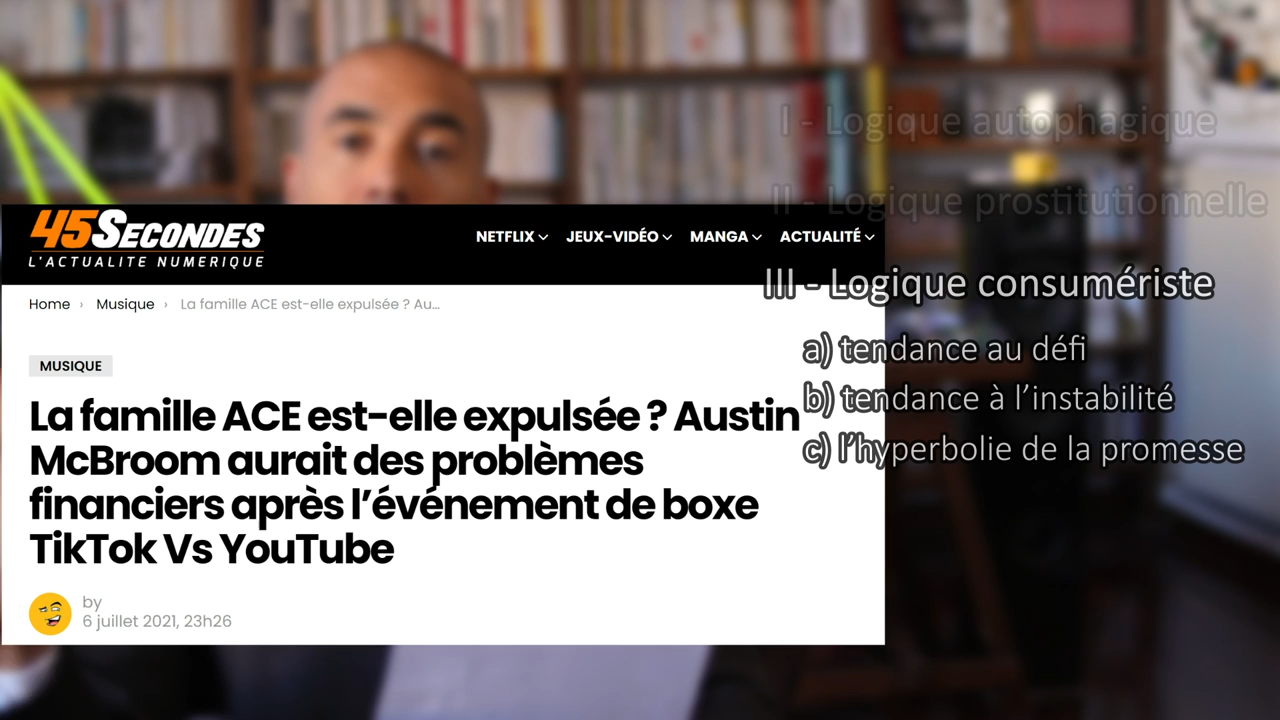 45SECONDES
L'ACTUALITE NUMERIQUE
NETFLIX JEUX-VIDÉO MANGA ACTUALITÉ
Home › Musique › La famille ACE est-elle expulsée ? Au...
MUSIQUE
La famille ACE est-elle expulsée ? Austin
McBroom aurait des problèmes
financiers après l'événement de boxe
TikTok Vs YouTube
by
6 juillet 2021, 23h26
I - Logique autophagique
II - Logique prostitutionnelle
III - Logique consumériste
a) tendance au défi
b) tendance à l'instabilité
c) l'hyperbolie de la promesse